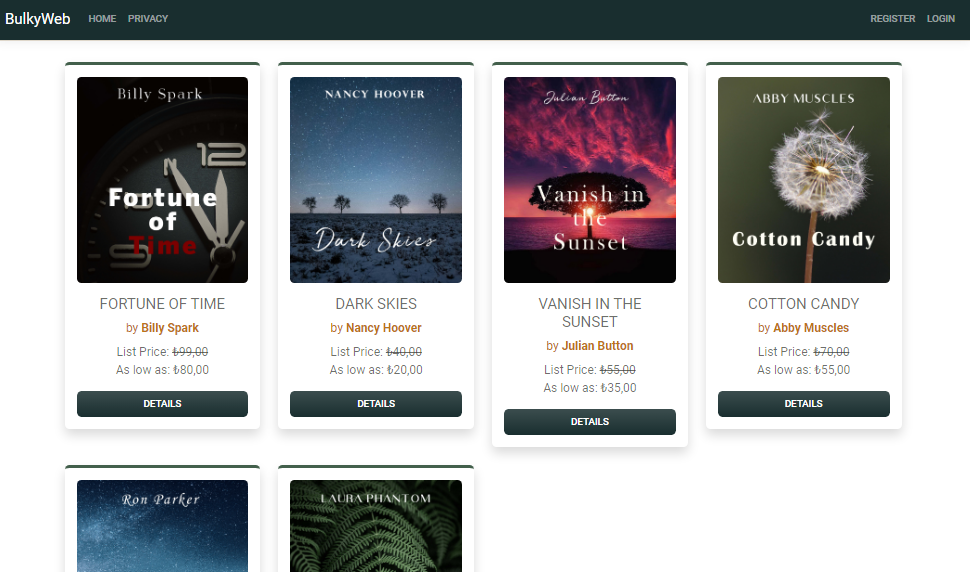 BulkyWeb HOME PRIVACY REGISTER LOGIN
Billy Spark
12
Fortune
of
Time
FORTUNE OF TIME
by Billy Spark
List Price: ₺99,00
As low as: ₺80,00
DETAILS
NANCY HOOVER
Dark Skies
DARK SKIES
by Nancy Hoover
List Price: ₺40,00
As low as: ₺20,00
DETAILS
Julian Button
Vanish in
the
Sunset
VANISH IN THE
SUNSET
by Julian Button
List Price: ₺55,00
As low as: ₺35,00
DETAILS
ABBY MUSCLES
Cotton Candy
COTTON CANDY
by Abby Muscles
List Price: ₺70,00
As low as: ₺55,00
DETAILS
Ron Parker
LAURA PHANTOM